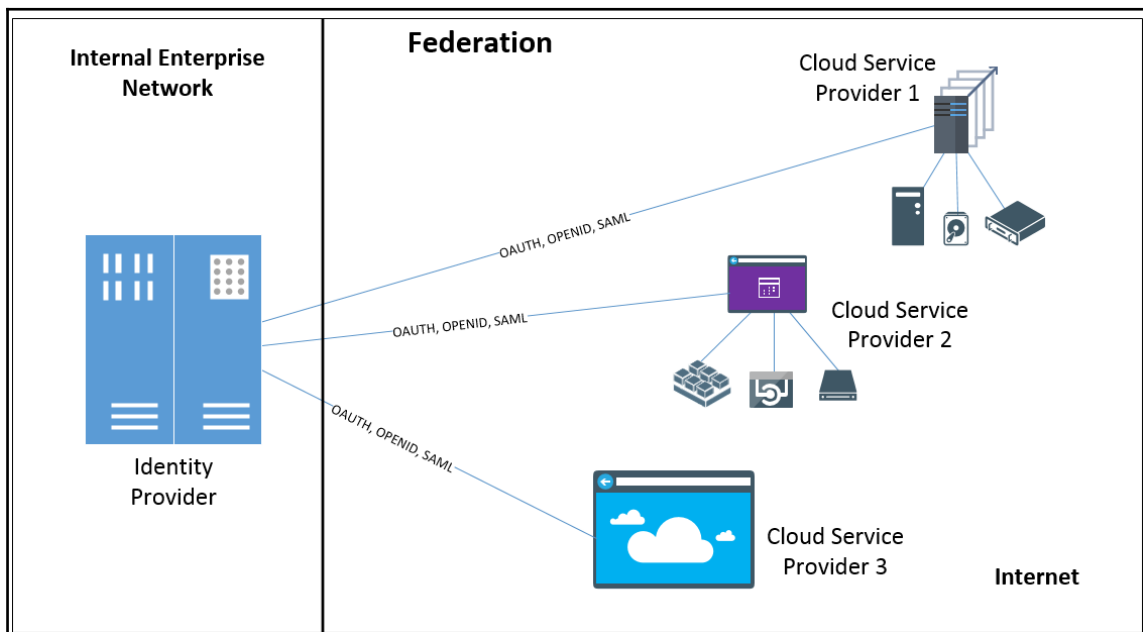 Internal Enterprise
Network
Federation
Cloud Service
Provider 1
OAUTH, OPENID, SAML
OAUTH, OPENID, SAML
Cloud Service
Provider 2
OAUTH, OPENID, SAML
Identity
Provider
Cloud Service
Provider 3
Internet